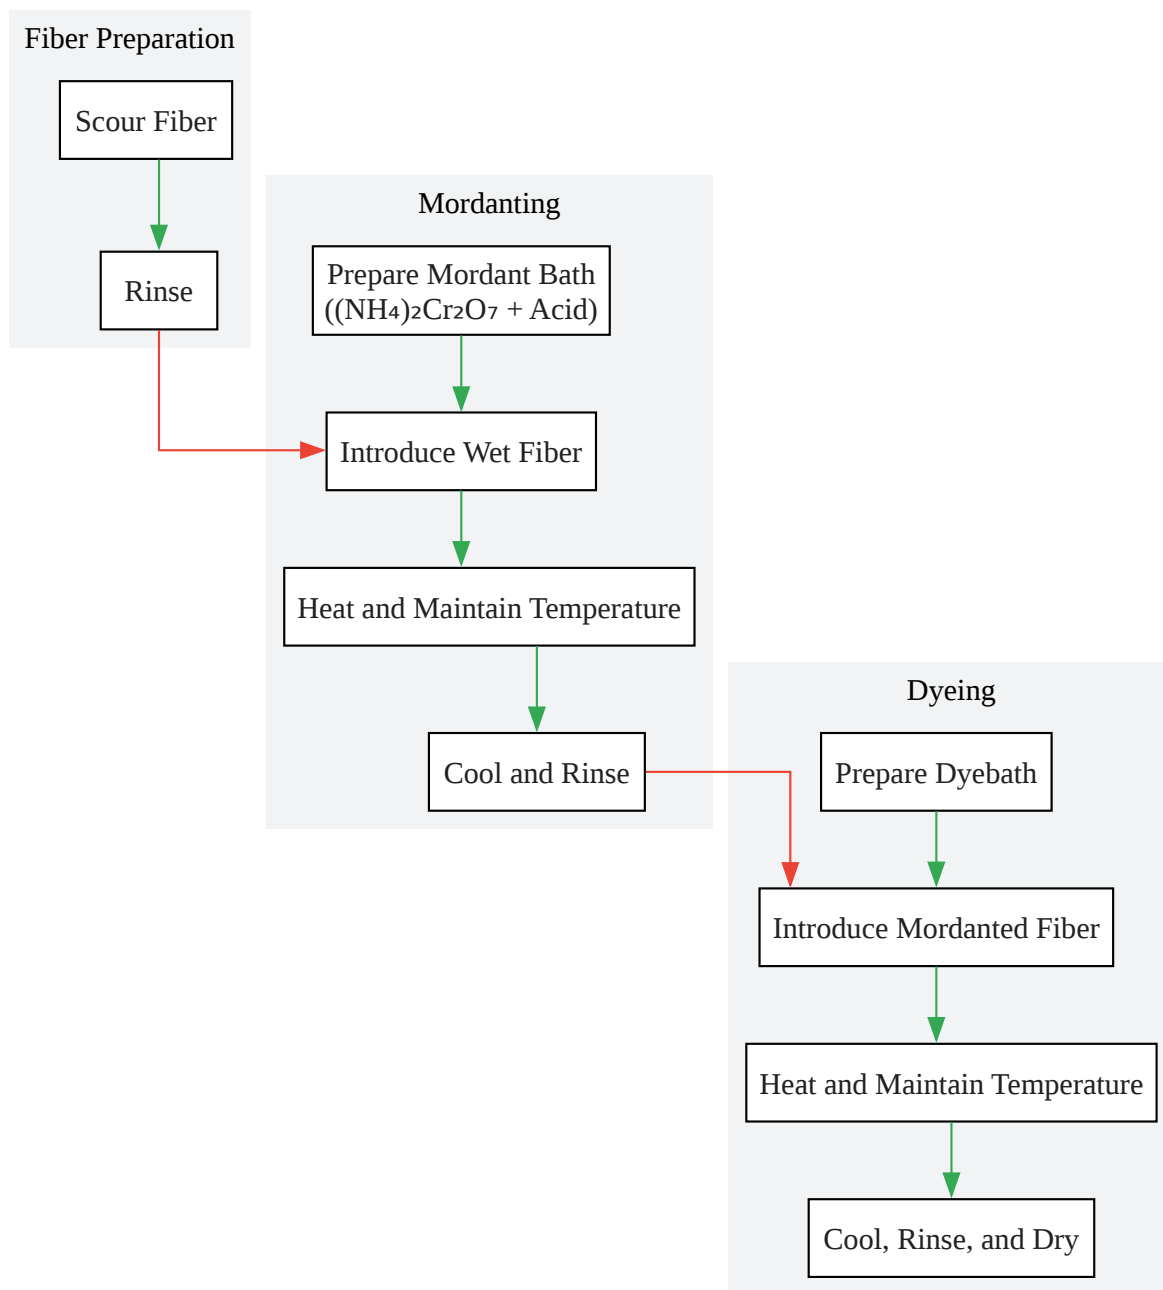 Fiber Preparation
Scour Fiber
Rinse
Mordanting
Prepare Mordant Bath
((NH₄)₂Cr₂O₇ + Acid)
Introduce Wet Fiber
Heat and Maintain Temperature
Cool and Rinse
Dyeing
Prepare Dyebath
Introduce Mordanted Fiber
Heat and Maintain Temperature
Cool, Rinse, and Dry